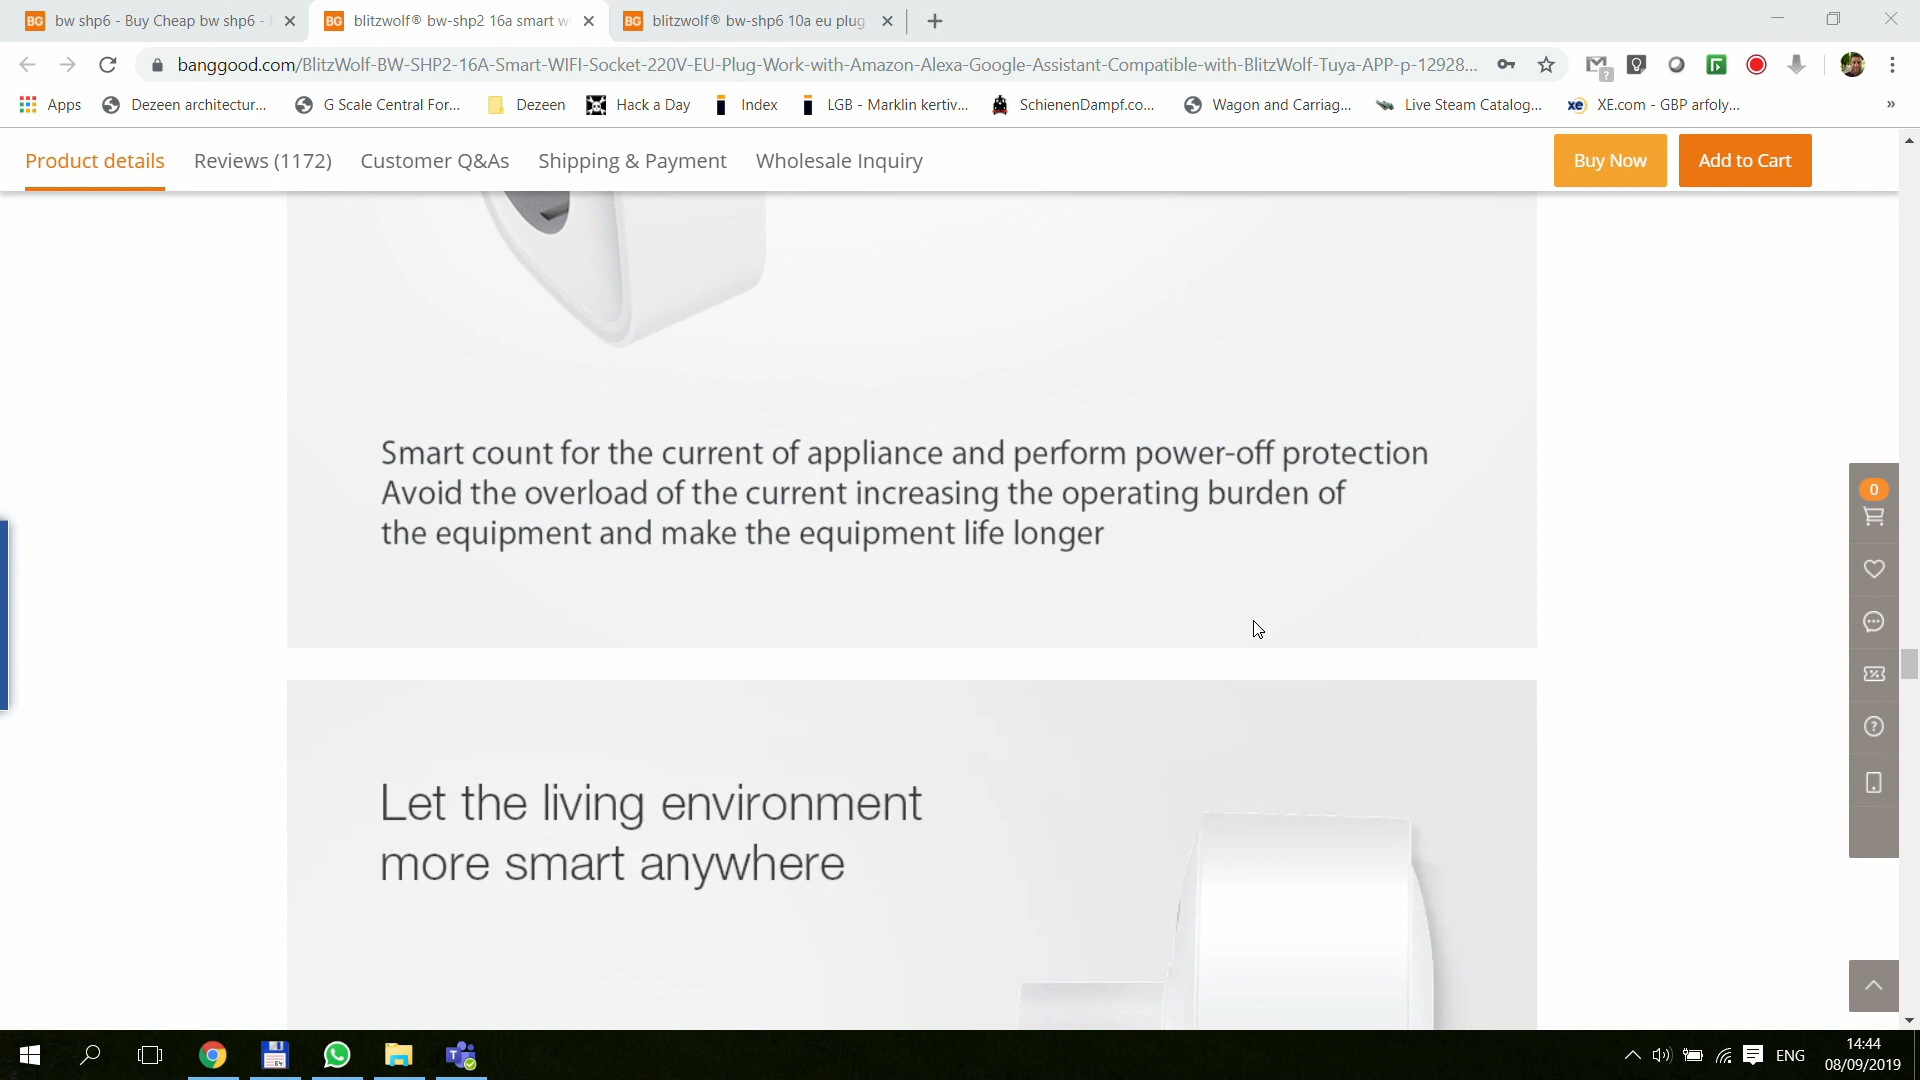 BG bw shp6 - Buy Cheap bw shp6 -
BG blitzwolf® bw-shp2 16a smart wi
BG blitzwolf® bw-shp6 10a eu plug
banggood.com/BlitzWolf-BW-SHP2-16A-Smart-WIFI-Socket-220V-EU-Plug-Work-with-Amazon-Alexa-Google-Assistant-Compatible-with-BlitzWolf-Tuya-APP-p-12928...
Apps Dezeen architectur... G Scale Central For... Dezeen Hack a Day Index LGB - Marklin kertiv... SchienenDampf.co... Wagon and Carriag... Live Steam Catalog... xe XE.com - GBP arfoly... »
Product details Reviews (1172) Customer Q&As Shipping & Payment Wholesale Inquiry Buy Now Add to Cart
Smart count for the current of appliance and perform power-off protection
Avoid the overload of the current increasing the operating burden of
the equipment and make the equipment life longer
0
Let the living environment
more smart anywhere
64
T
ENG
14:44
08/09/2019